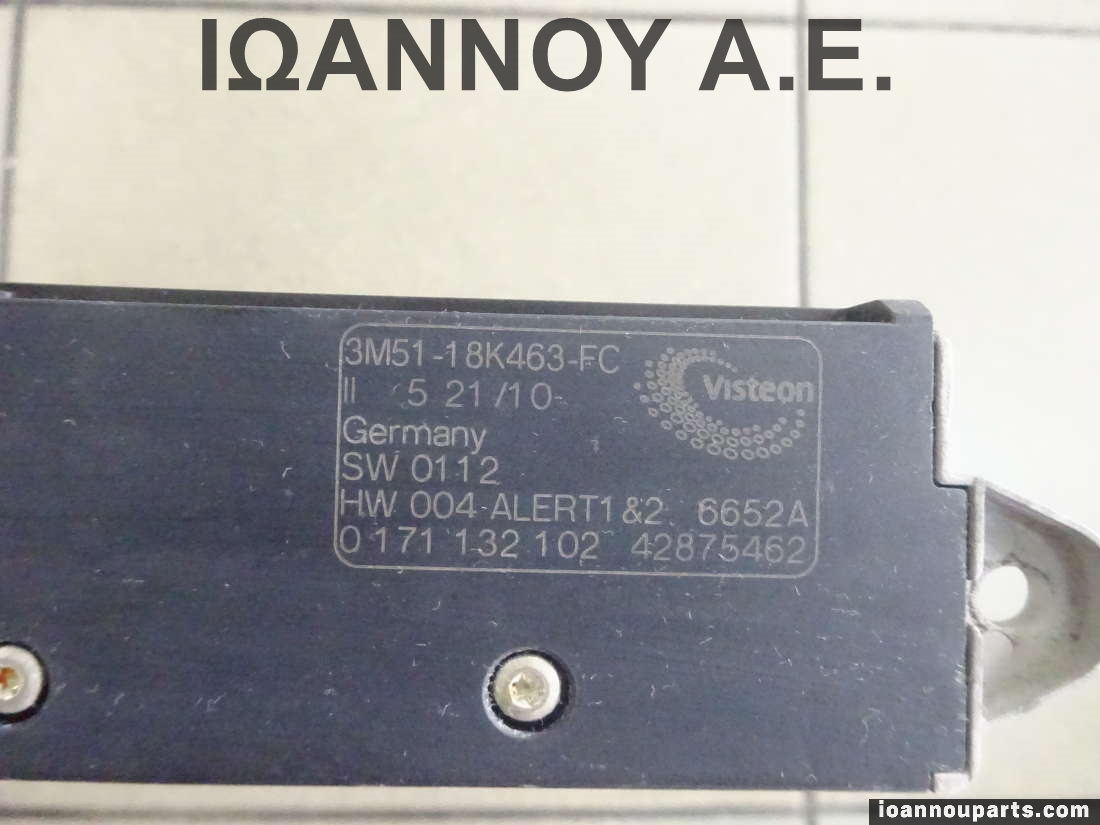 ΙΩΑΝΝΟΥ Α.Ε.
3M51-18K463-FC
II 5 21/10
Visteon
Germany
SW 0112
HW 004 ALERT1&2 6652A
0 171 132 102 42875462
ioannouparts.com